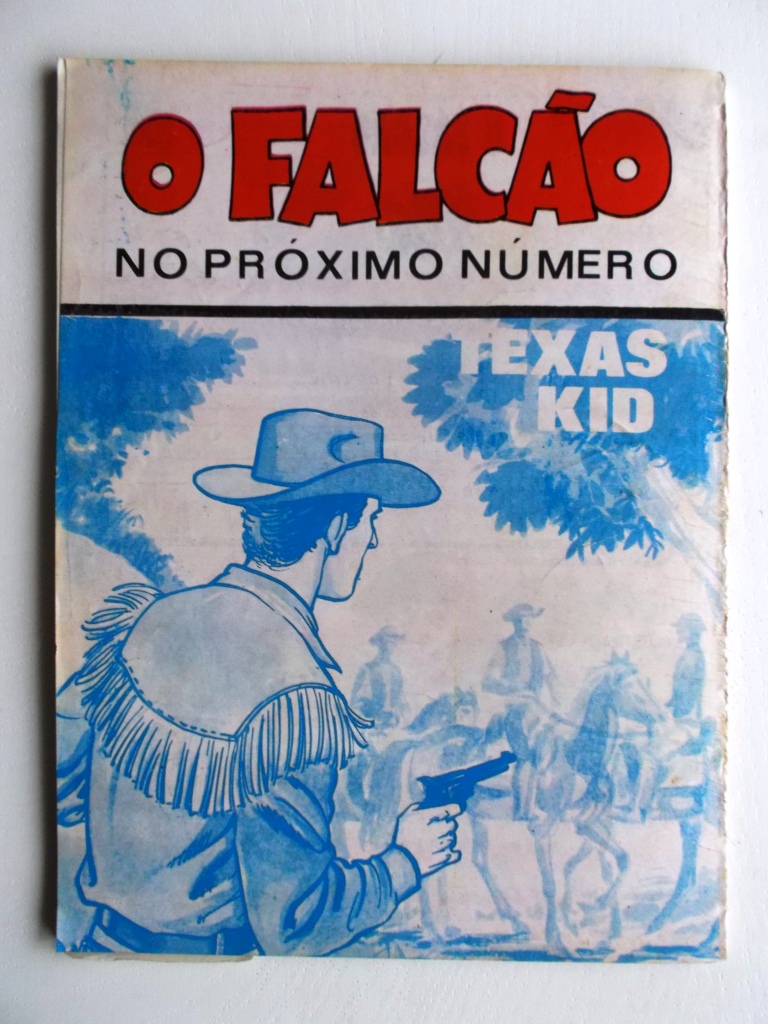 O FALCÃO
NO PRÓXIMO NÚMERO
TEXAS
KID